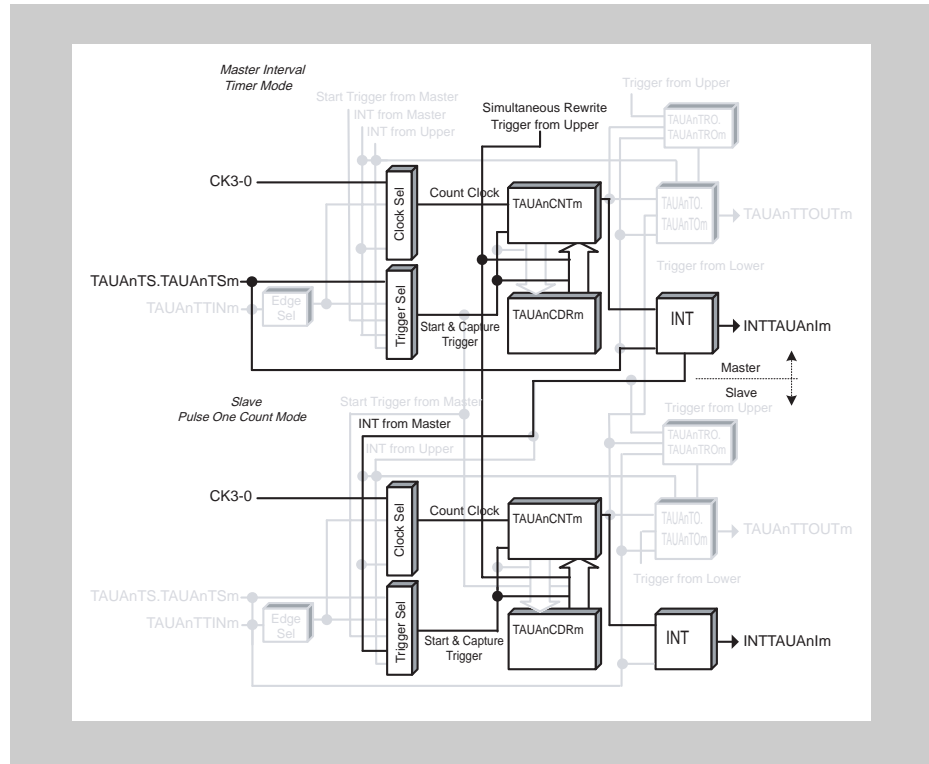 Master Interval
Timer Mode
Start Trigger from Master
INT from Master
INT from Upper
Simultaneous Rewrite
Trigger from Upper
Trigger from Upper
TAUAnTRO.
TAUAnTROm
CK3-0
Clock Sel
Count Clock
TAUAnCNTm
TAUAnTO.
TAUAnTOm
TAUAnTTOUTm
Trigger from Lower
TAUAnTS.TAUAnTSm
TAUAnTTINm
Edge
Sel
Trigger Sel
Start & Capture
Trigger
TAUAnCDRm
INT
INTTAUAnIm
Master
Slave
Slave
Pulse One Count Mode
Start Trigger from Master
INT from Master
INT from Upper
Trigger from Upper
TAUAnTRO.
TAUAnTROm
CK3-0
Clock Sel
Count Clock
TAUAnCNTm
TAUAnTO.
TAUAnTOm
TAUAnTTOUTm
Trigger from Lower
TAUAnTS.TAUAnTSm
TAUAnTTINm
Edge
Sel
Trigger Sel
Start & Capture
Trigger
TAUAnCDRm
INT
INTTAUAnIm